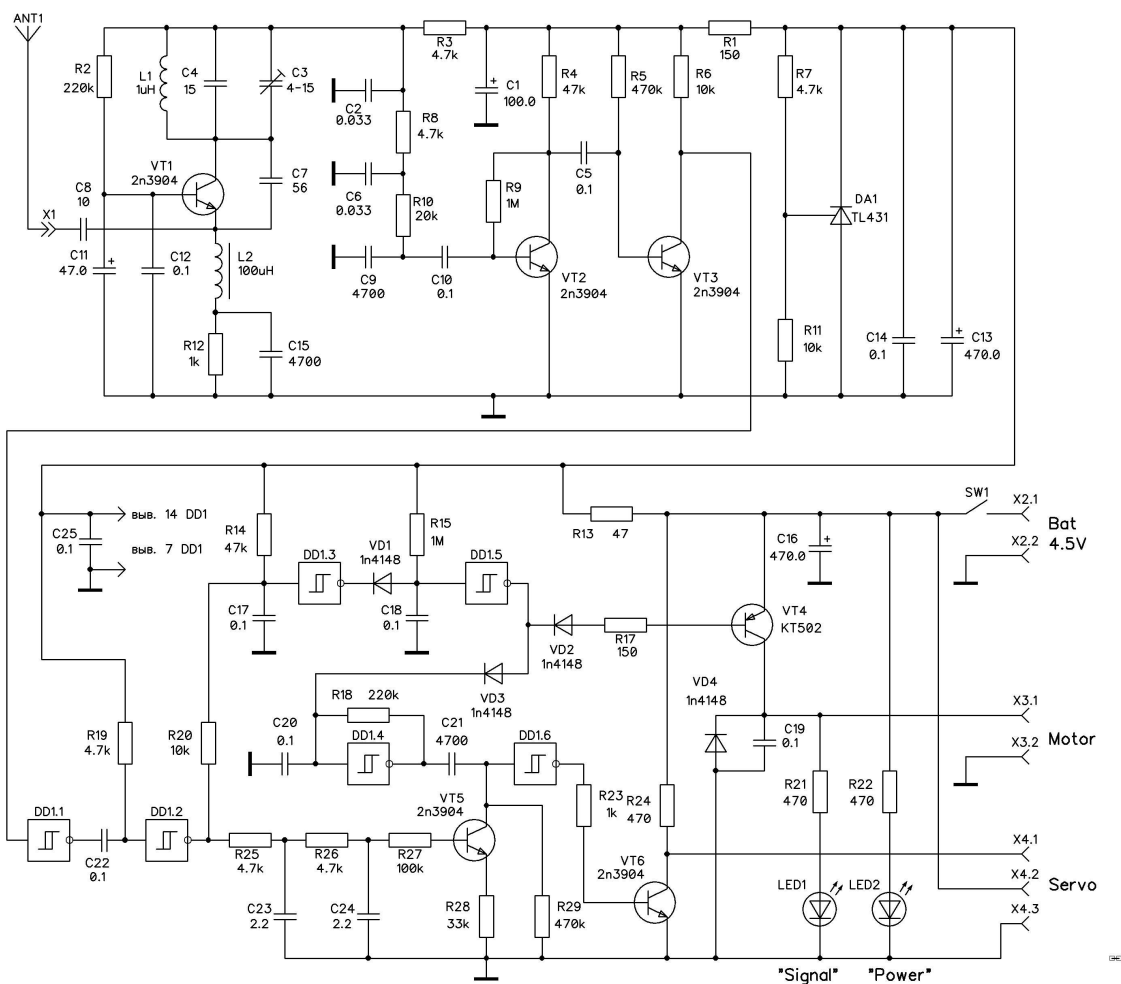 ANT1
R2
220k
L1
1uH
C4
15
C3
4-15
C2
0.033
R3
4.7k
C1
100.0
R4
47k
R5
470k
R6
10k
R1
150
R7
4.7k
R8
4.7k
VT1
2n3904
C7
56
C8
10
X1
C6
0.033
R10
20k
R9
1M
C5
0.1
DA1
TL431
C11
47.0
C12
0.1
L2
100uH
C9
4700
C10
0.1
VT2
2n3904
VT3
2n3904
R12
1k
C15
4700
R11
10k
C14
0.1
C13
470.0
C25
0.1
выв. 14 DD1
выв. 7 DD1
R14
47k
R15
1M
R13 47
SW1
X2.1
Bat
4.5V
X2.2
C16
470.0
DD1.3
VD1
1n4148
DD1.5
C17
0.1
C18
0.1
VD2
1n4148
R17
150
VT4
KT502
VD3
1n4148
VD4
1n4148
R18 220k
X3.1
Motor
X3.2
R19
4.7k
R20
10k
C20
0.1
DD1.4
C21
4700
DD1.6
C19
0.1
R21
470
R22
470
R23
1k
R24
470
VT5
2n3904
DD1.1
C22
0.1
DD1.2
R25
4.7k
R26
4.7k
R27
100k
VT6
2n3904
X4.1
X4.2
Servo
X4.3
LED1
LED2
C23
2.2
C24
2.2
R28
33k
R29
470k
"Signal"
"Power"